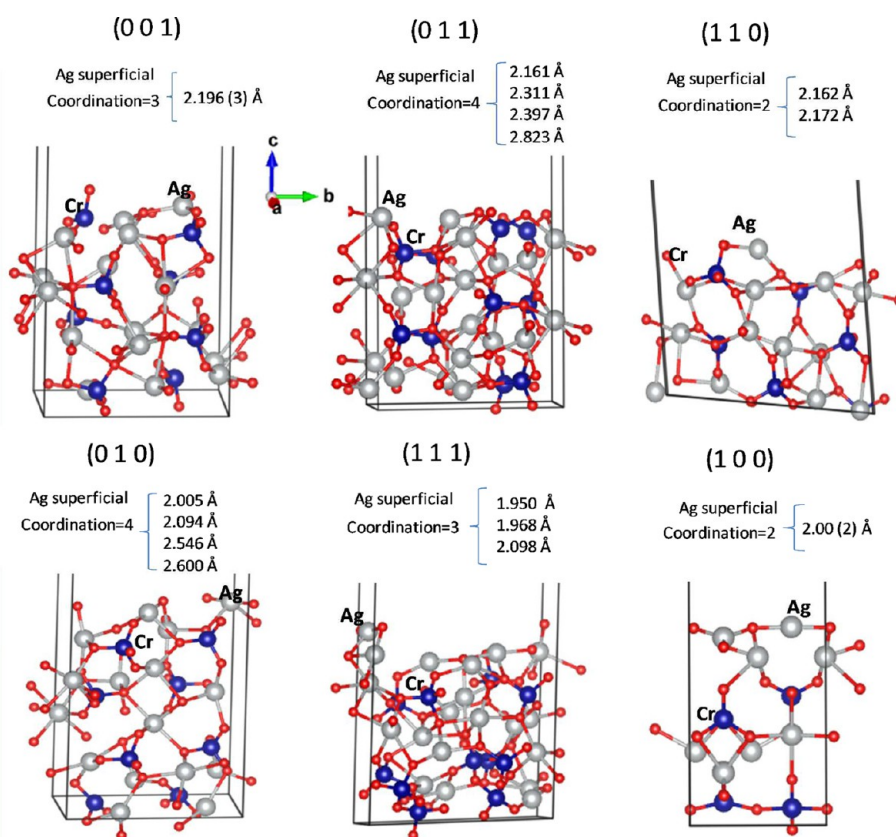 (0 0 1)
Ag superficial
Coordination=3
2.196 (3) Å
(0 1 1)
Ag superficial
Coordination=4
2.161 Å
2.311 Å
2.397 Å
2.823 Å
(1 1 0)
Ag superficial
Coordination=2
2.162 Å
2.172 Å
c
b
a
Cr
Ag
Ag
Cr
Cr
Ag
(0 1 0)
Ag superficial
Coordination=4
2.005 Å
2.094 Å
2.546 Å
2.600 Å
(1 1 1)
Ag superficial
Coordination=3
1.950 Å
1.968 Å
2.098 Å
(1 0 0)
Ag superficial
Coordination=2
2.00 (2) Å
Ag
Cr
Ag
Cr
Ag
Cr